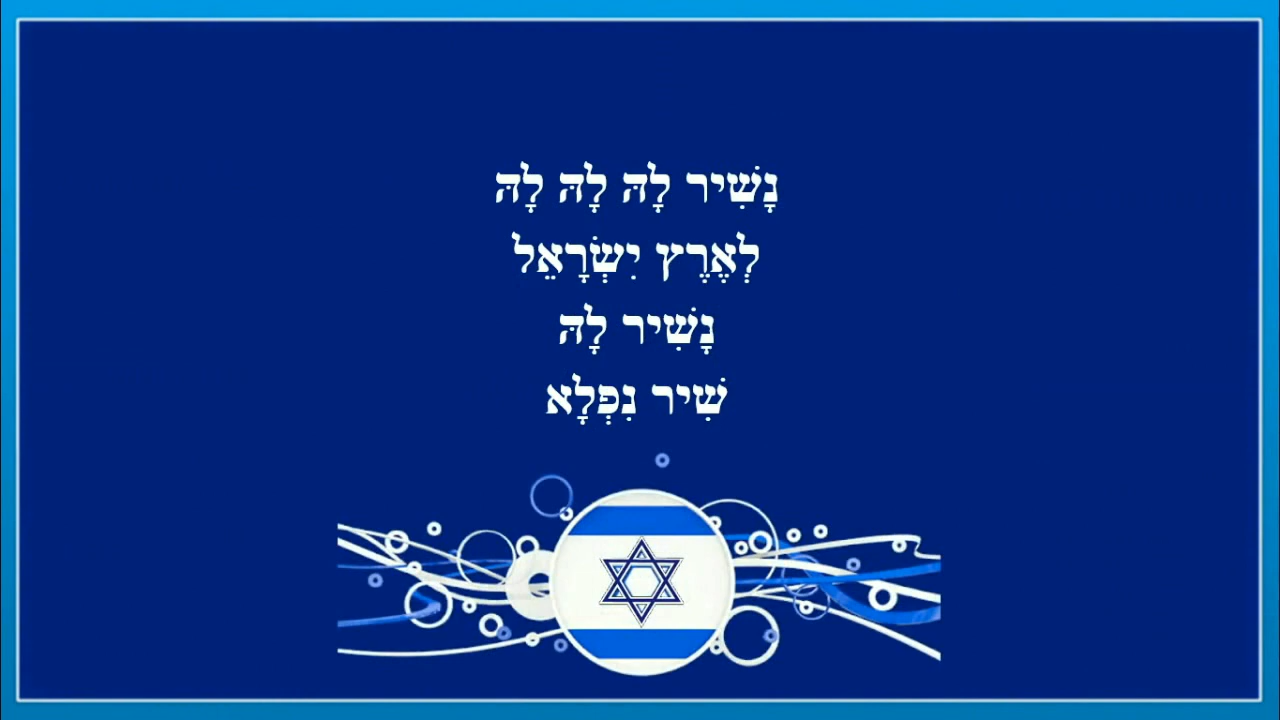 נָשִׁיר לָהּ לָהּ לָהּ
לְאֶרֶץ יִשְׂרָאֵל
נָשִׁיר לָהּ
שִׁיר נִפְלָא